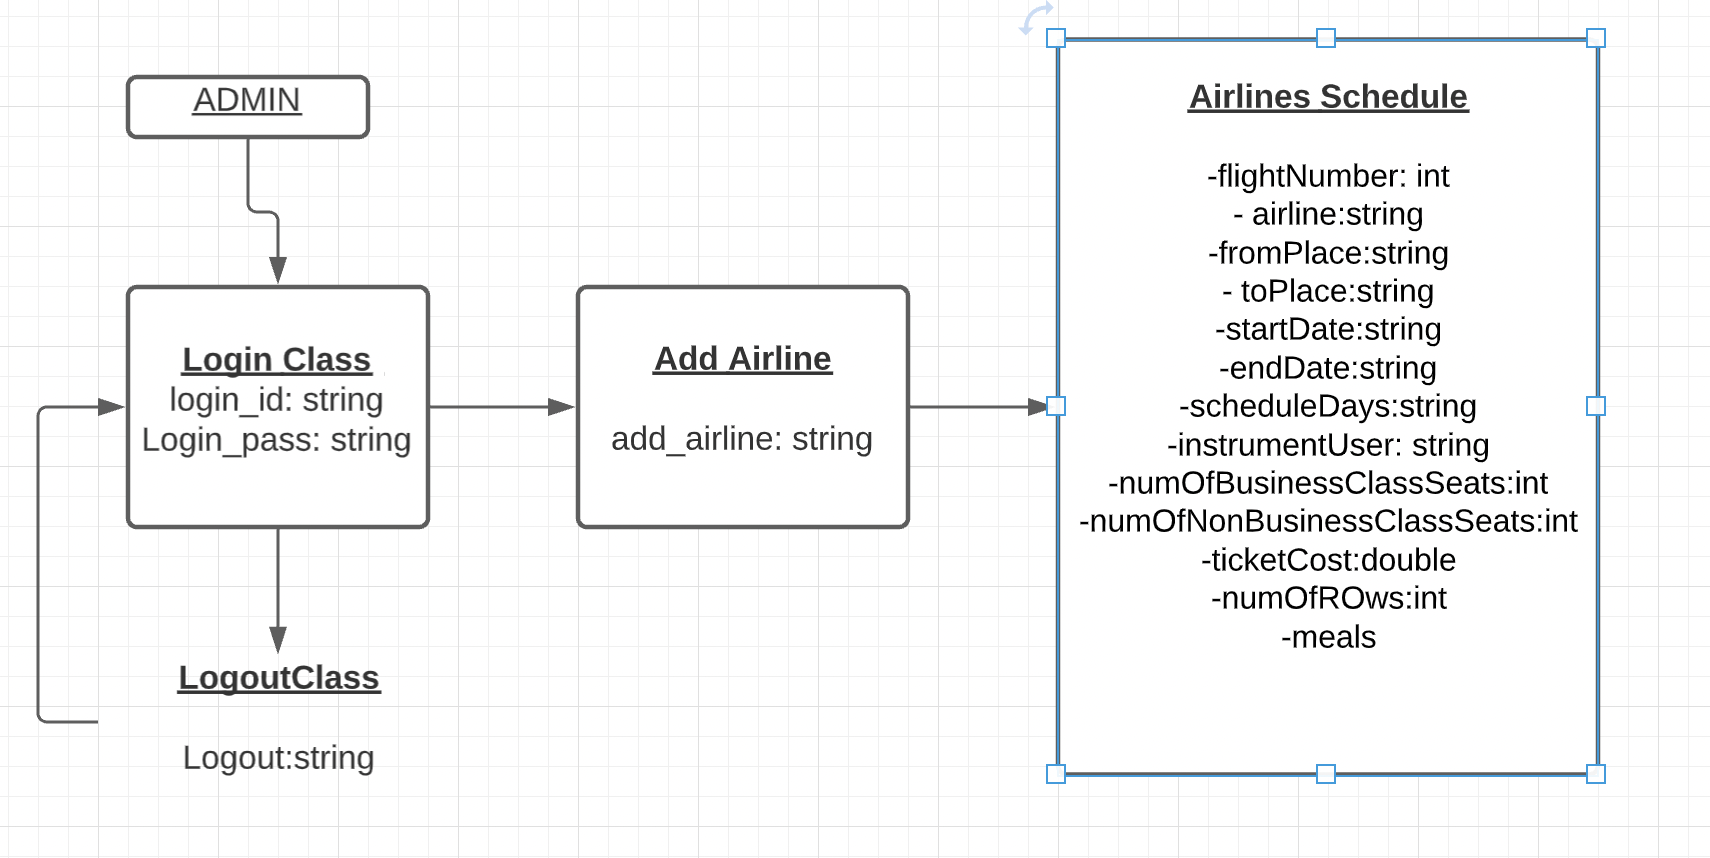 ADMIN
Login Class
login_id: string
Login_pass: string
LogoutClass
Logout:string
Add Airline
add_airline: string
Airlines Schedule
-flightNumber: int
- airline:string
-fromPlace:string
- toPlace:string
-startDate:string
-endDate:string
-scheduleDays:string
-instrumentUser: string
-numOfBusinessClassSeats:int
-numOfNonBusinessClassSeats:int
-ticketCost:double
-numOfROws:int
-meals